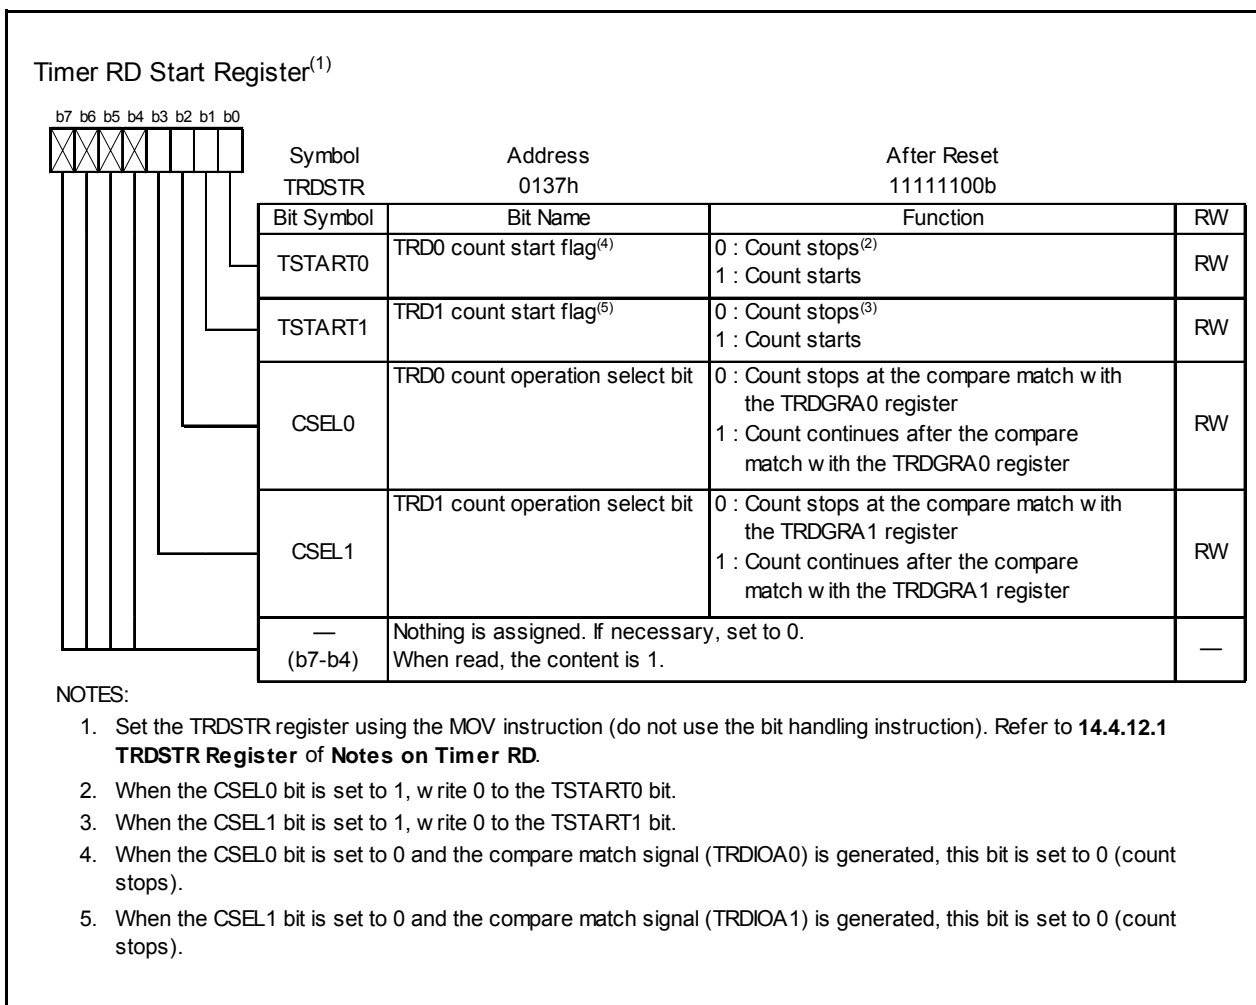 Timer RD Start Register(1)
b7 b6 b5 b4 b3 b2 b1 b0
Symbol Address After Reset
TRDSTR 0137h 11111100b
Bit Symbol Bit Name Function RW
TSTART0 TRD0 count start flag(4) 0 : Count stops(2) RW
1 : Count starts
TSTART1 TRD1 count start flag(5) 0 : Count stops(3) RW
1 : Count starts
CSEL0 TRD0 count operation select bit 0 : Count stops at the compare match with RW
the TRDGRA0 register
1 : Count continues after the compare
match with the TRDGRA0 register
CSEL1 TRD1 count operation select bit 0 : Count stops at the compare match with RW
the TRDGRA1 register
1 : Count continues after the compare
match with the TRDGRA1 register
— Nothing is assigned. If necessary, set to 0. —
(b7-b4) When read, the content is 1.
NOTES:
1. Set the TRDSTR register using the MOV instruction (do not use the bit handling instruction). Refer to 14.4.12.1
TRDSTR Register of Notes on Timer RD.
2. When the CSEL0 bit is set to 1, write 0 to the TSTART0 bit.
3. When the CSEL1 bit is set to 1, write 0 to the TSTART1 bit.
4. When the CSEL0 bit is set to 0 and the compare match signal (TRDIOA0) is generated, this bit is set to 0 (count
stops).
5. When the CSEL1 bit is set to 0 and the compare match signal (TRDIOA1) is generated, this bit is set to 0 (count
stops).